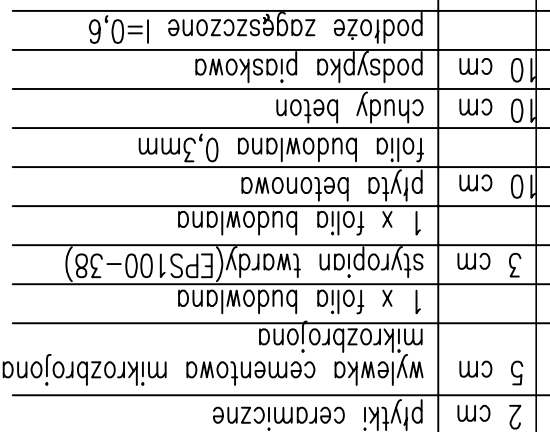 2 cm płytki ceramiczne
5 cm wylewka cementowa mikrozbrojona
mikrozbrojona
1 x folia budowlana
3 cm styropian twardy(EPS100-38)
1 x folia budowlana
10 cm płyta betonowa
folia budowlana 0,3mm
10 cm chudy beton
10 cm podsypka piaskowa
podłoże zagęszczone I=0,6